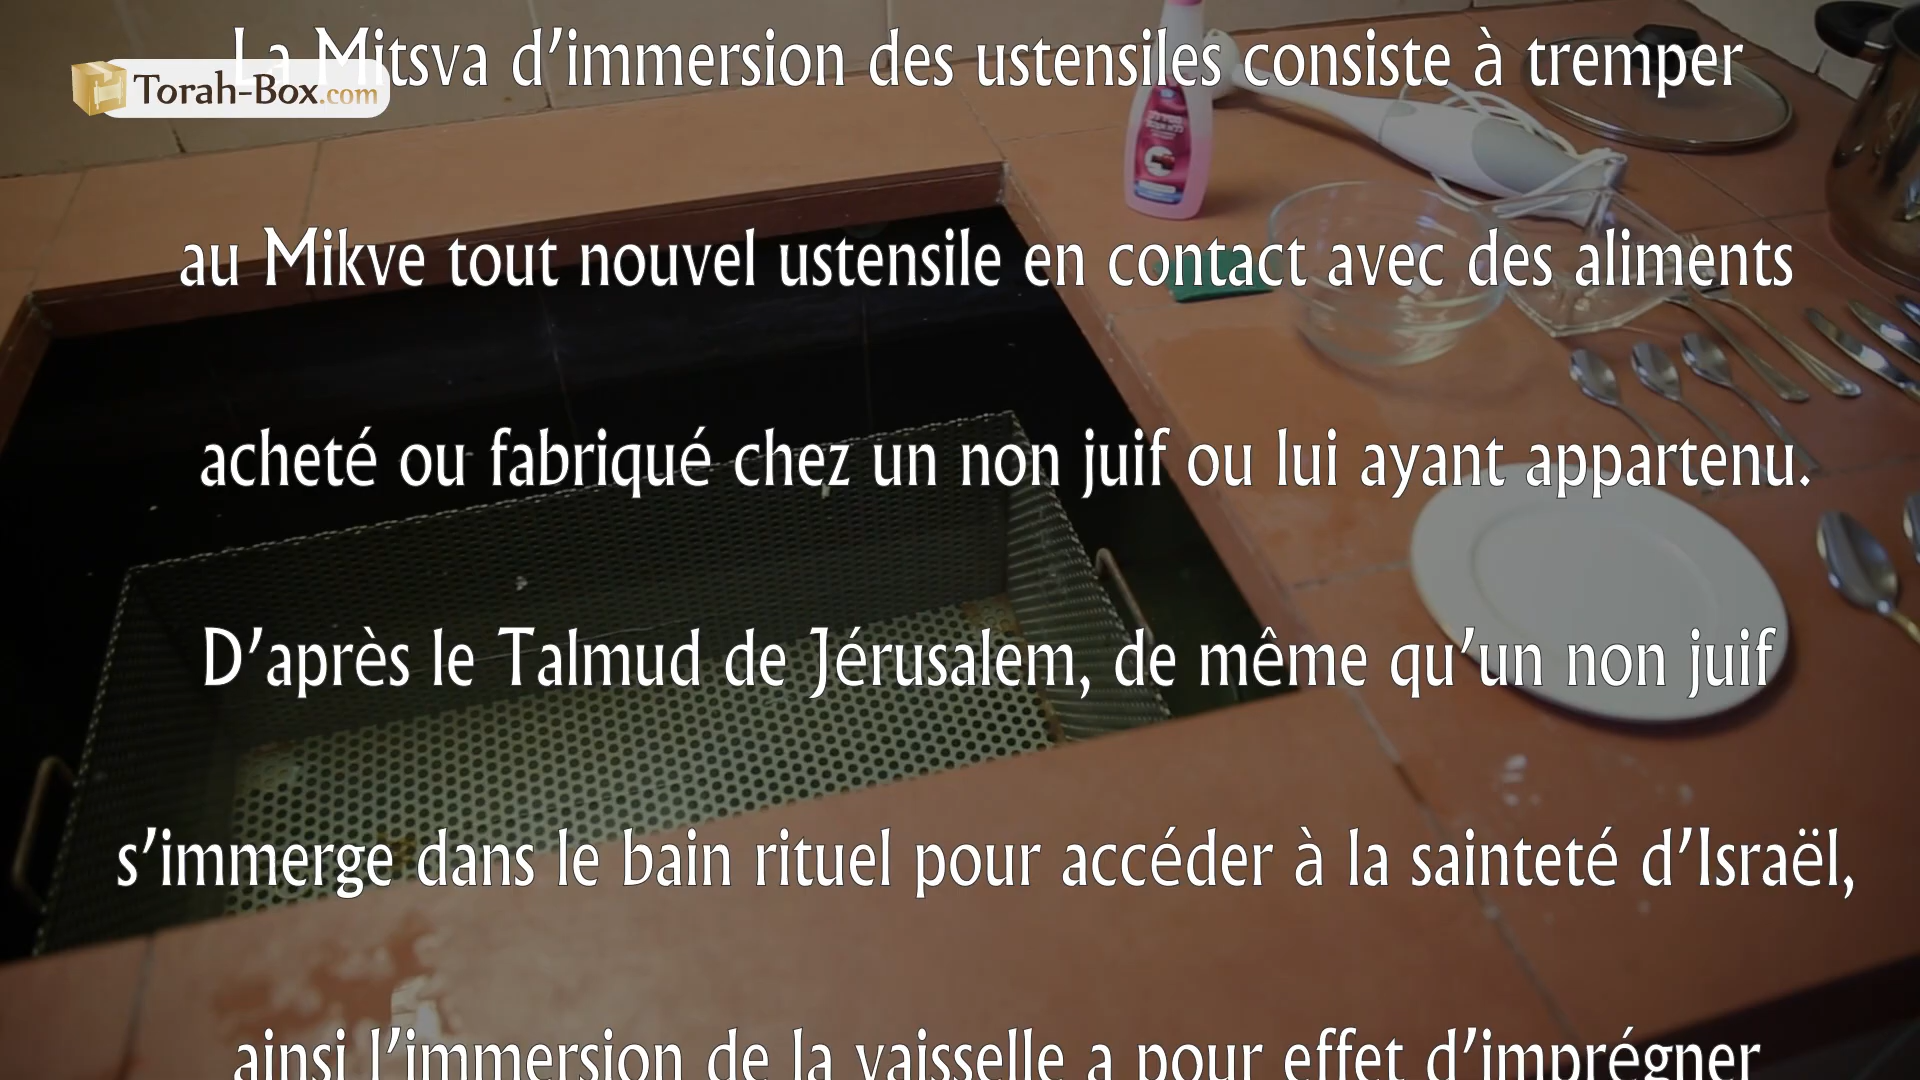 La Mitsva d'immersion des ustensiles consiste à tremper
Torah-Box.com
au Mikve tout nouvel ustensile en contact avec des aliments
acheté ou fabriqué chez un non juif ou lui ayant appartenu.
D'après le Talmud de Jérusalem, de même qu'un non juif
s'immerge dans le bain rituel pour accéder à la sainteté d'Israël,
ainsi l'immersion de la vaisselle a pour effet d'imprégner